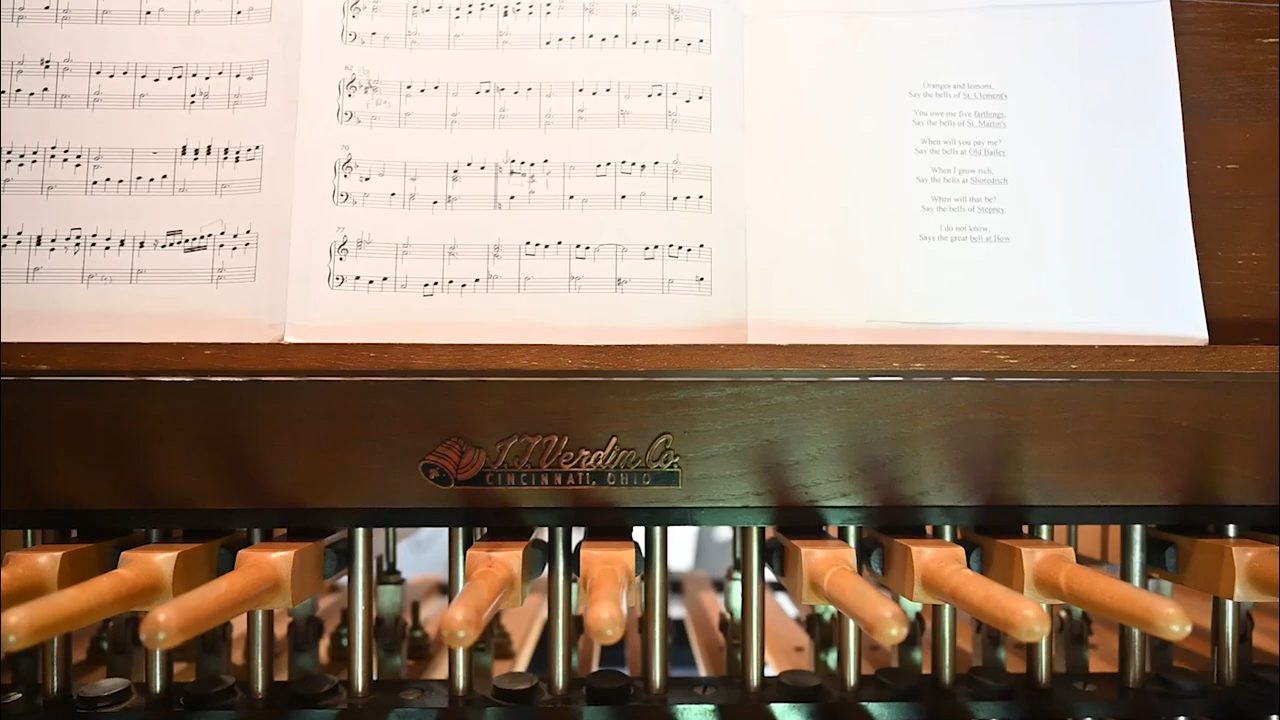 62
70
77
Oranges and lemons,
Say the bells of St. Clement's
You owe me five farthings,
Say the bells of St. Martin's
When will you pay me?
Say the bells at Old Bailey
When I grow rich,
Say the bells at Shoreditch
When will that be?
Say the bells of Stepney
I do not know,
Says the great bell at Bow
I.T. Verdin Co.
CINCINNATI, OHIO